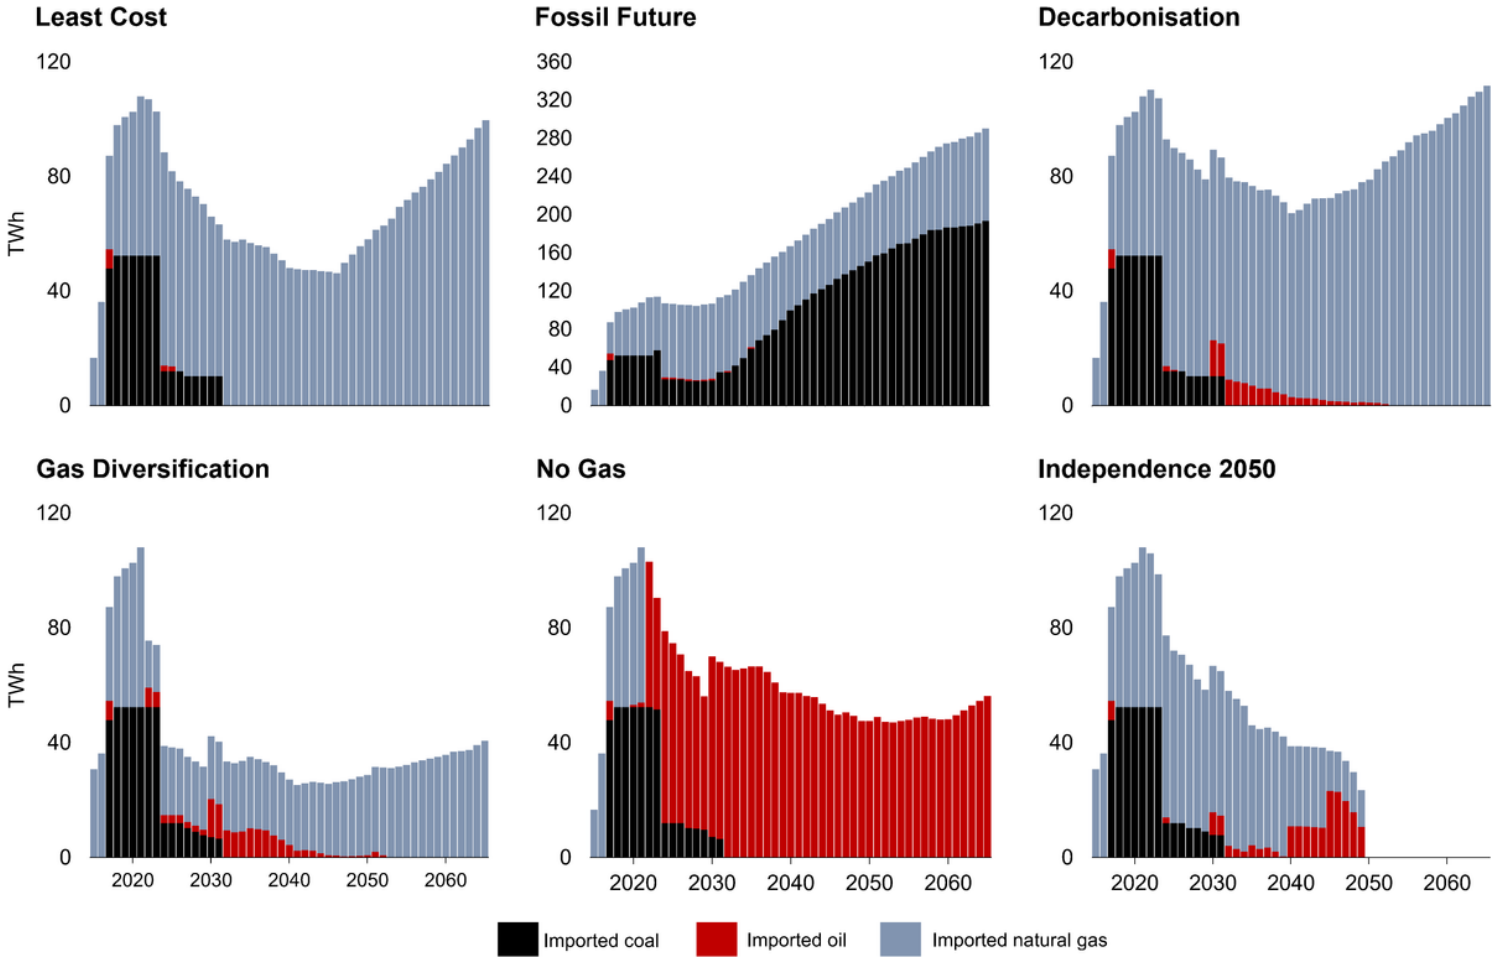 Least Cost
Fossil Future
Decarbonisation
120
80
40
0
TWh
360
320
280
240
200
160
120
80
40
0
120
80
40
0
Gas Diversification
No Gas
Independence 2050
120
80
40
0
TWh
2020 2030 2040 2050 2060
120
80
40
0
2020 2030 2040 2050 2060
120
80
40
0
2020 2030 2040 2050 2060
Imported coal
Imported oil
Imported natural gas